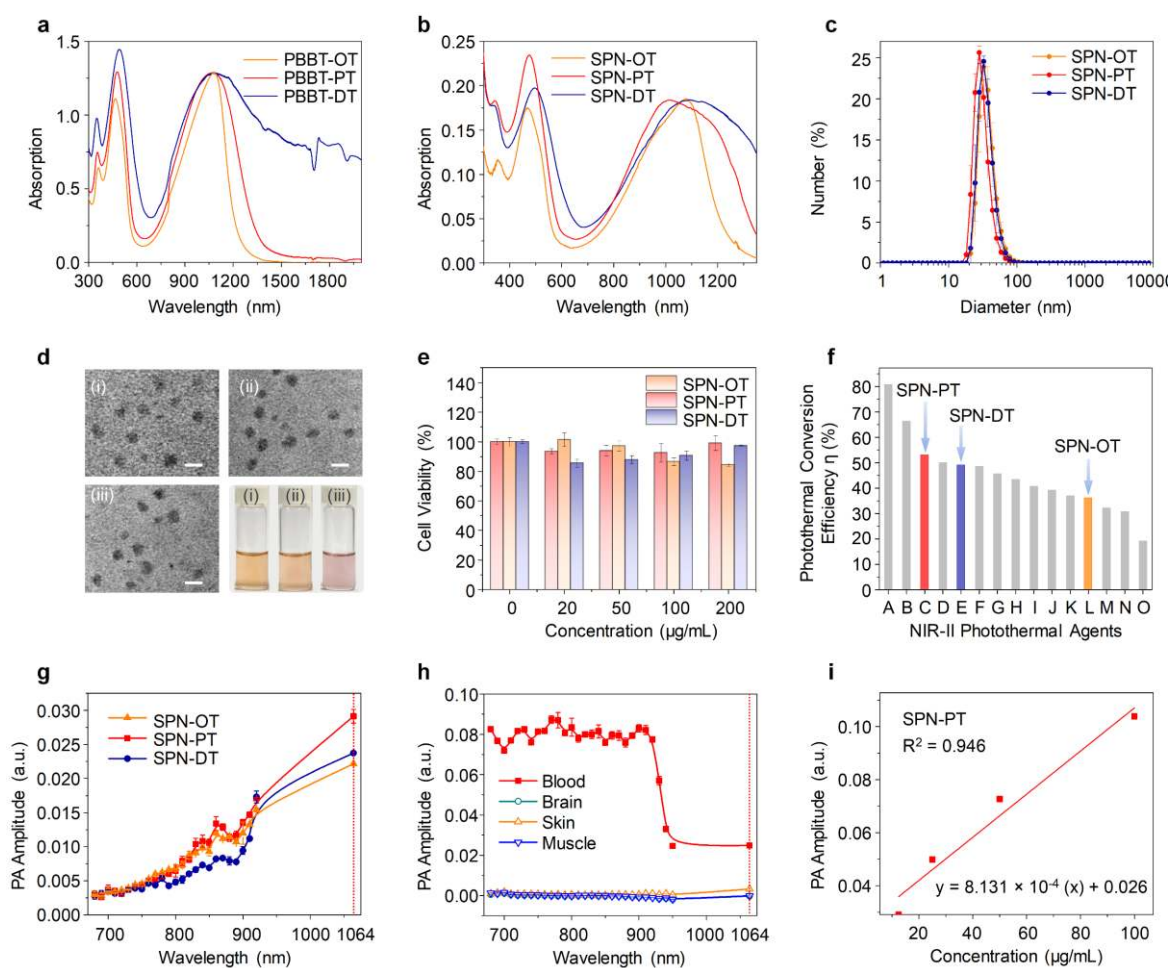 a
1.5
1.0
0.5
0.0
Absorption
300 600 900 1200 1500 1800
Wavelength (nm)
PBBT-OT
PBBT-PT
PBBT-DT
b
0.25
0.20
0.15
0.10
0.05
0.00
Absorption
400 600 800 1000 1200
Wavelength (nm)
SPN-OT
SPN-PT
SPN-DT
c
30
25
20
15
10
5
0
Number (%)
1 10 100 1000 10000
Diameter (nm)
SPN-OT
SPN-PT
SPN-DT
d
(i)
(ii)
(iii)
(i) (ii) (iii)
e
140
120
100
80
60
40
20
0
Cell Viability (%)
0 20 50 100 200
Concentration (µg/mL)
SPN-OT
SPN-PT
SPN-DT
f
80
70
60
50
40
30
20
10
0
Photothermal Conversion
Efficiency η (%)
SPN-PT
SPN-DT
SPN-OT
A B C D E F G H I J K L M N O
NIR-II Photothermal Agents
g
0.030
0.025
0.020
0.015
0.010
0.005
0.000
PA Amplitude (a.u.)
SPN-OT
SPN-PT
SPN-DT
700 800 900 1000 1064
Wavelength (nm)
h
0.10
0.08
0.06
0.04
0.02
0.00
PA Amplitude (a.u.)
Blood
Brain
Skin
Muscle
700 800 900 1000 1064
Wavelength (nm)
i
0.10
0.08
0.06
0.04
PA Amplitude (a.u.)
SPN-PT
R² = 0.946
y = 8.131 × 10⁻⁴ (x) + 0.026
20 40 60 80 100
Concentration (µg/mL)